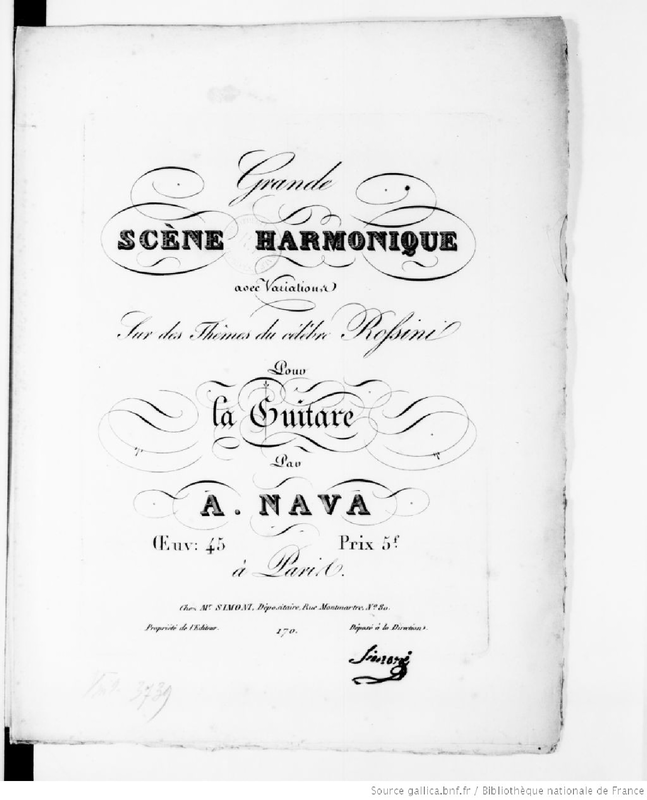 Grande
SCÈNE HARMONIQUE
avec Variations
Sur des Thêmes du célèbre Rossini
Pour
la Guitare
Par
A. NAVA
Œuv: 45 Prix 5f.
à Paris.
Chez Mr. SIMONI, Dépositaire, Rue Montmartre, No. 80.
Propriété de l'Editeur. 170. Déposé à la Direction.
Simoni
3739
Source gallica.bnf.fr / Bibliothèque nationale de France